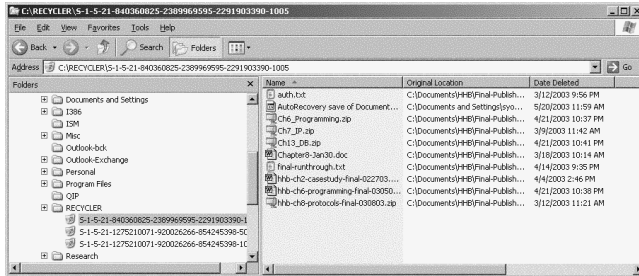 C:\RECYCLER\S-1-5-21-840360825-2389969595-2291903390-1005
File Edit View Favorites Tools Help
Back Search Folders
Address C:\RECYCLER\S-1-5-21-840360825-2389969595-2291903390-1005 Go
Folders
Documents and Settings
I386
ISM
Misc
Outlook-bck
Outlook-Exchange
Personal
Program Files
QIP
RECYCLER
S-1-5-21-840360825-2389969595-2291903390-1
S-1-5-21-1275210071-920026266-854245398-50
S-1-5-21-1275210071-920026266-854245398-10
Research
Name Original Location Date Deleted
auth.txt C:\Documents\HHB\Final-Publish... 3/12/2003 9:56 PM
AutoRecovery save of Document... C:\Documents and Settings\syo... 5/20/2003 11:59 AM
Ch6_Programming.zip C:\Documents\HHB\Final-Publish... 4/21/2003 10:37 PM
Ch7_IP.zip C:\Documents\HHB\Final-Publish... 3/9/2003 11:42 AM
Ch13_DB.zip C:\Documents\HHB\Final-Publish... 4/21/2003 10:41 PM
Chapter8-Jan30.doc C:\Documents\HHB\Final-Publish... 3/18/2003 10:14 AM
final-runthrough.txt C:\Documents\HHB\Final-Publish... 4/14/2003 9:35 PM
hhb-ch2-casestudy-final-022703.... C:\Documents\HHB\Final-Publish... 4/4/2003 2:46 PM
hhb-ch6-programming-final-03050... C:\Documents\HHB\Final-Publish... 4/21/2003 10:38 PM
hhb-ch8-protocols-final-030803.zip C:\Documents\HHB\Final-Publish... 3/12/2003 11:21 AM